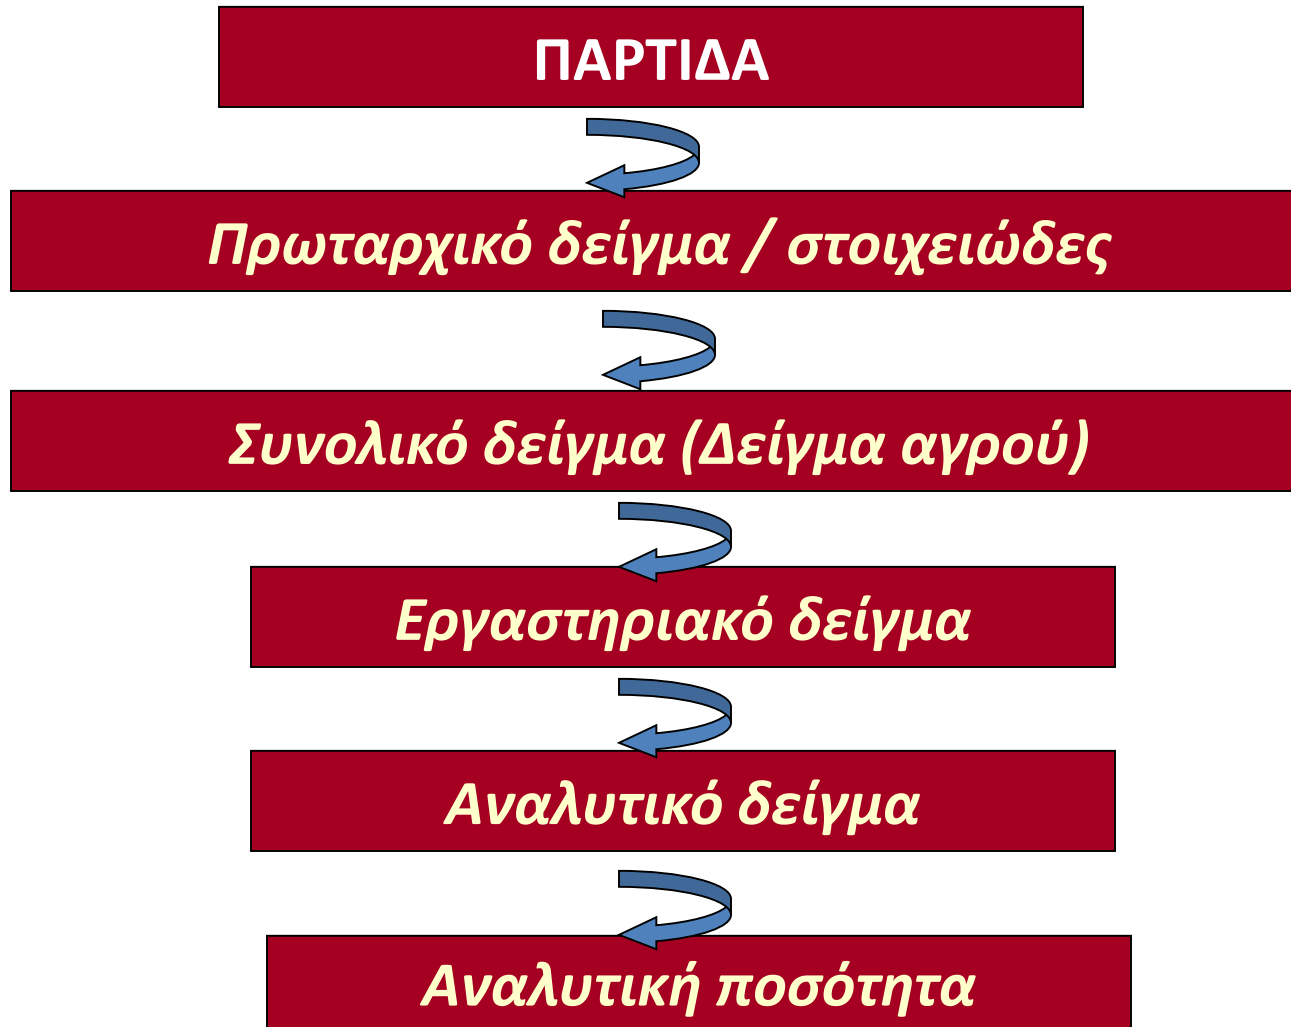 ΠΑΡΤΙΔΑ
Πρωταρχικό δείγμα / στοιχειώδες
Συνολικό δείγμα (Δείγμα αγρού)
Εργαστηριακό δείγμα
Αναλυτικό δείγμα
Αναλυτική ποσότητα